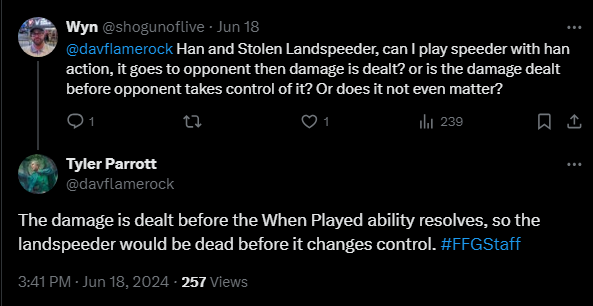 Wyn @shogunoflive · Jun 18
@davflamerock Han and Stolen Landspeeder, can I play speeder with han
action, it goes to opponent then damage is dealt? or is the damage dealt
before opponent takes control of it? Or does it not even matter?
1 1 239
Tyler Parrott
@davflamerock
The damage is dealt before the When Played ability resolves, so the
landspeeder would be dead before it changes control. #FFGStaff
3:41 PM · Jun 18, 2024 · 257 Views